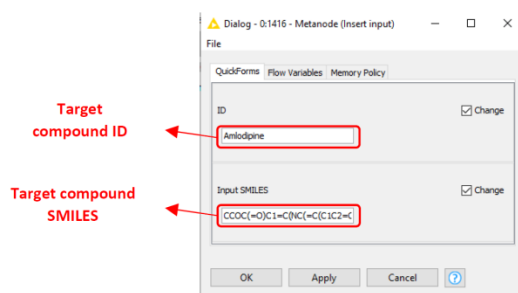 Dialog - 0:1416 - Metanode (Insert input)
File
QuickForms Flow Variables Memory Policy
ID
Change
Target
compound ID
Amlodipine
Input SMILES
Change
Target compound
SMILES
CCOC(=O)C1=C(NC(=C(C1C2=C
OK Apply Cancel ?